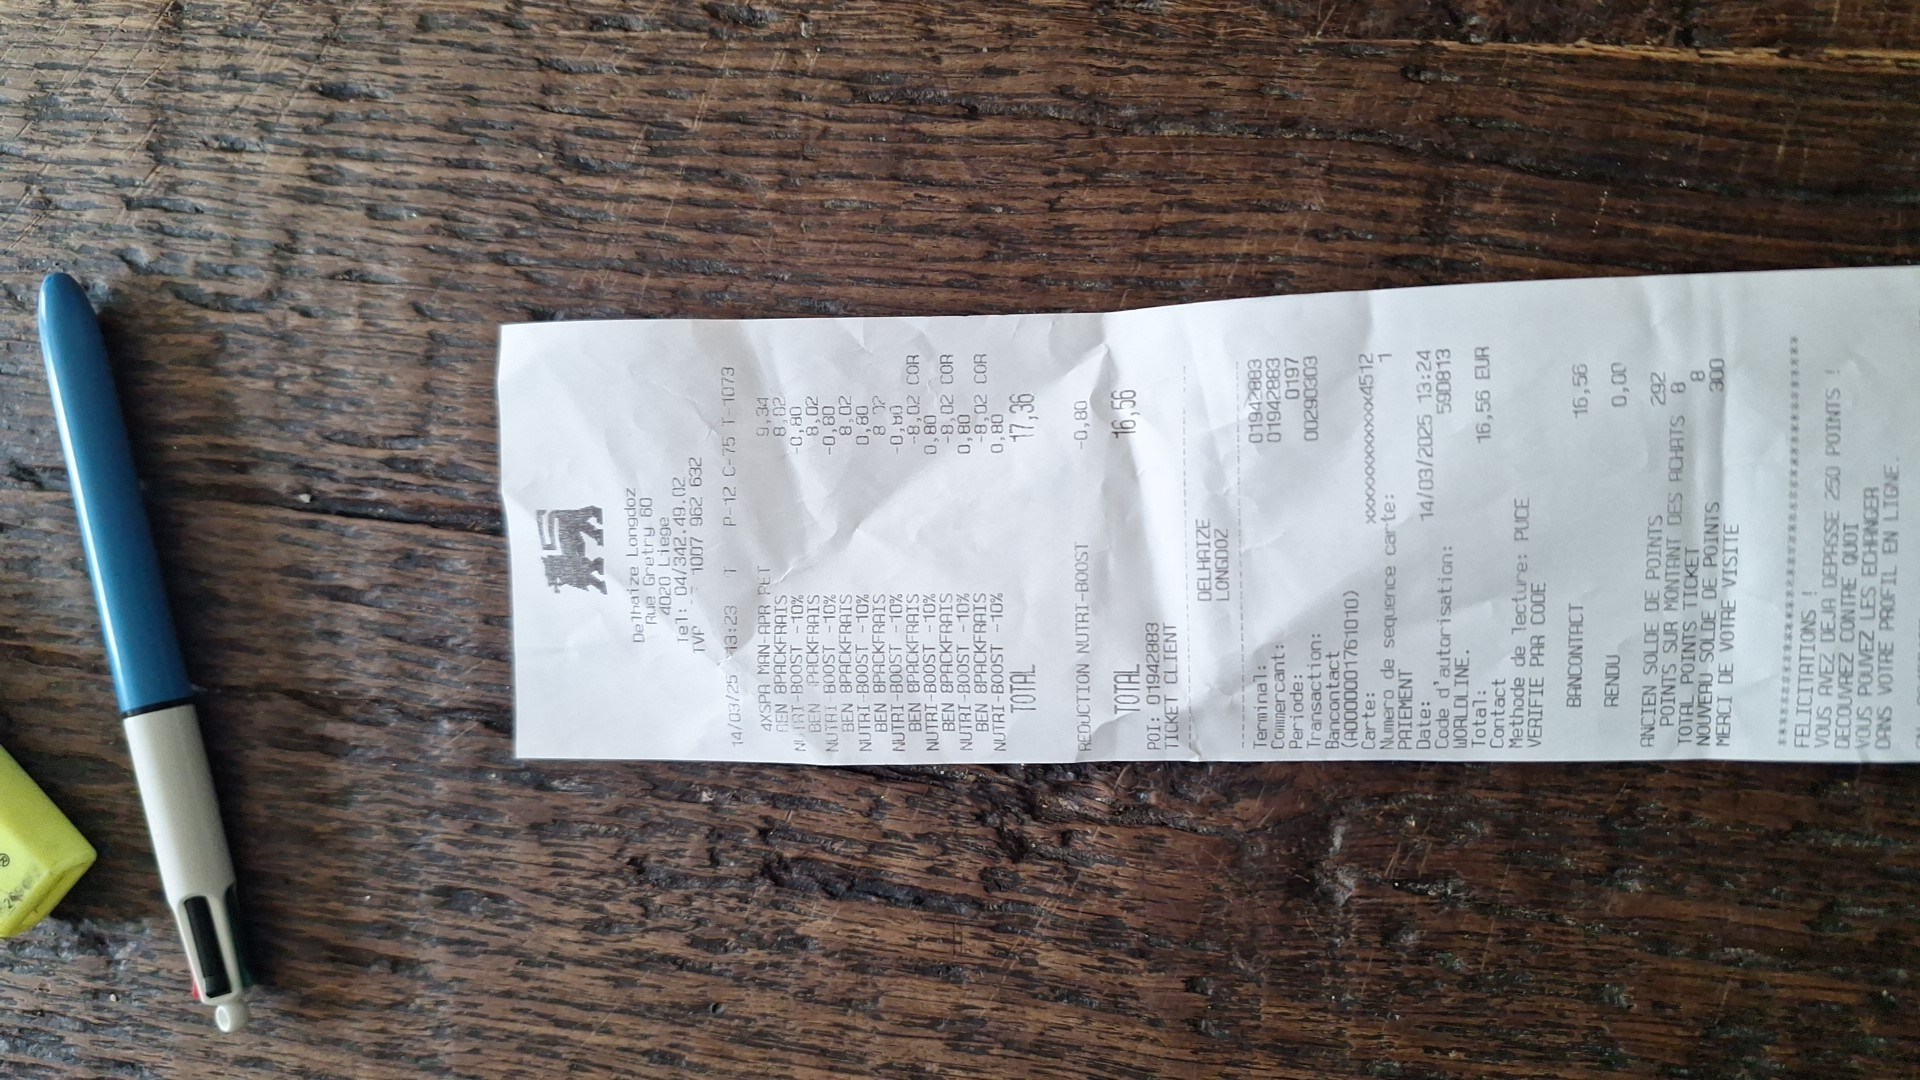 Delhaize Longdoz
Rue Gretry 60
4020 Liege
Tel: 04/342.49.02
1007 962 632
14/03/25 13:23 T P-12 C-75 T-1073
4XSPA MAN-APR PET 9,34
BEN 8PACKFRAIS 8,02
NUTRI-BOOST -10% -0,80
BEN 8PACKFRAIS 8,02
NUTRI-BOOST -10% -0,80
BEN 8PACKFRAIS 8,02
NUTRI-BOOST -10% 0,80
BEN 8PACKFRAIS 8,02
NUTRI-BOOST -10% -0,80
BEN 8PACKFRAIS -8,02 COR
NUTRI-BOOST -10% 0,80
BEN 8PACKFRAIS -8,02 COR
NUTRI-BOOST -10% 0,80
BEN 8PACKFRAIS -8,02 COR
NUTRI-BOOST -10% 0,80
TOTAL 17,36
REDUCTION NUTRI-BOOST -0,80
TOTAL 16,56
POI: 01942883
TICKET CLIENT
DELHAIZE
LONGDOZ
Terminal: 01942883
Commercant: 01942883
Periode: 0197
Transaction: 00290303
Bancontact
(A0000001761010)
Carte: xxxxxxxxxxxxx4512
Numero de sequence carte: 1
PAIEMENT
Date: 14/03/2025 13:24
Code d'autorisation: 590813
WORLDLINE.
Total: 16,56 EUR
Contact
Methode de lecture: PUCE
VERIFIE PAR CODE
BANCONTACT 16,56
RENDU 0,00
ANCIEN SOLDE DE POINTS 292
POINTS SUR MONTANT DES ACHATS 8
TOTAL POINTS TICKET 8
NOUVEAU SOLDE DE POINTS 300
MERCI DE VOTRE VISITE
FELICITATIONS !
VOUS AVEZ DEJA DEPASSE 250 POINTS !
DECOUVREZ CONTRE QUOI
VOUS POUVEZ LES ECHANGER
DANS VOTRE PROFIL EN LIGNE.